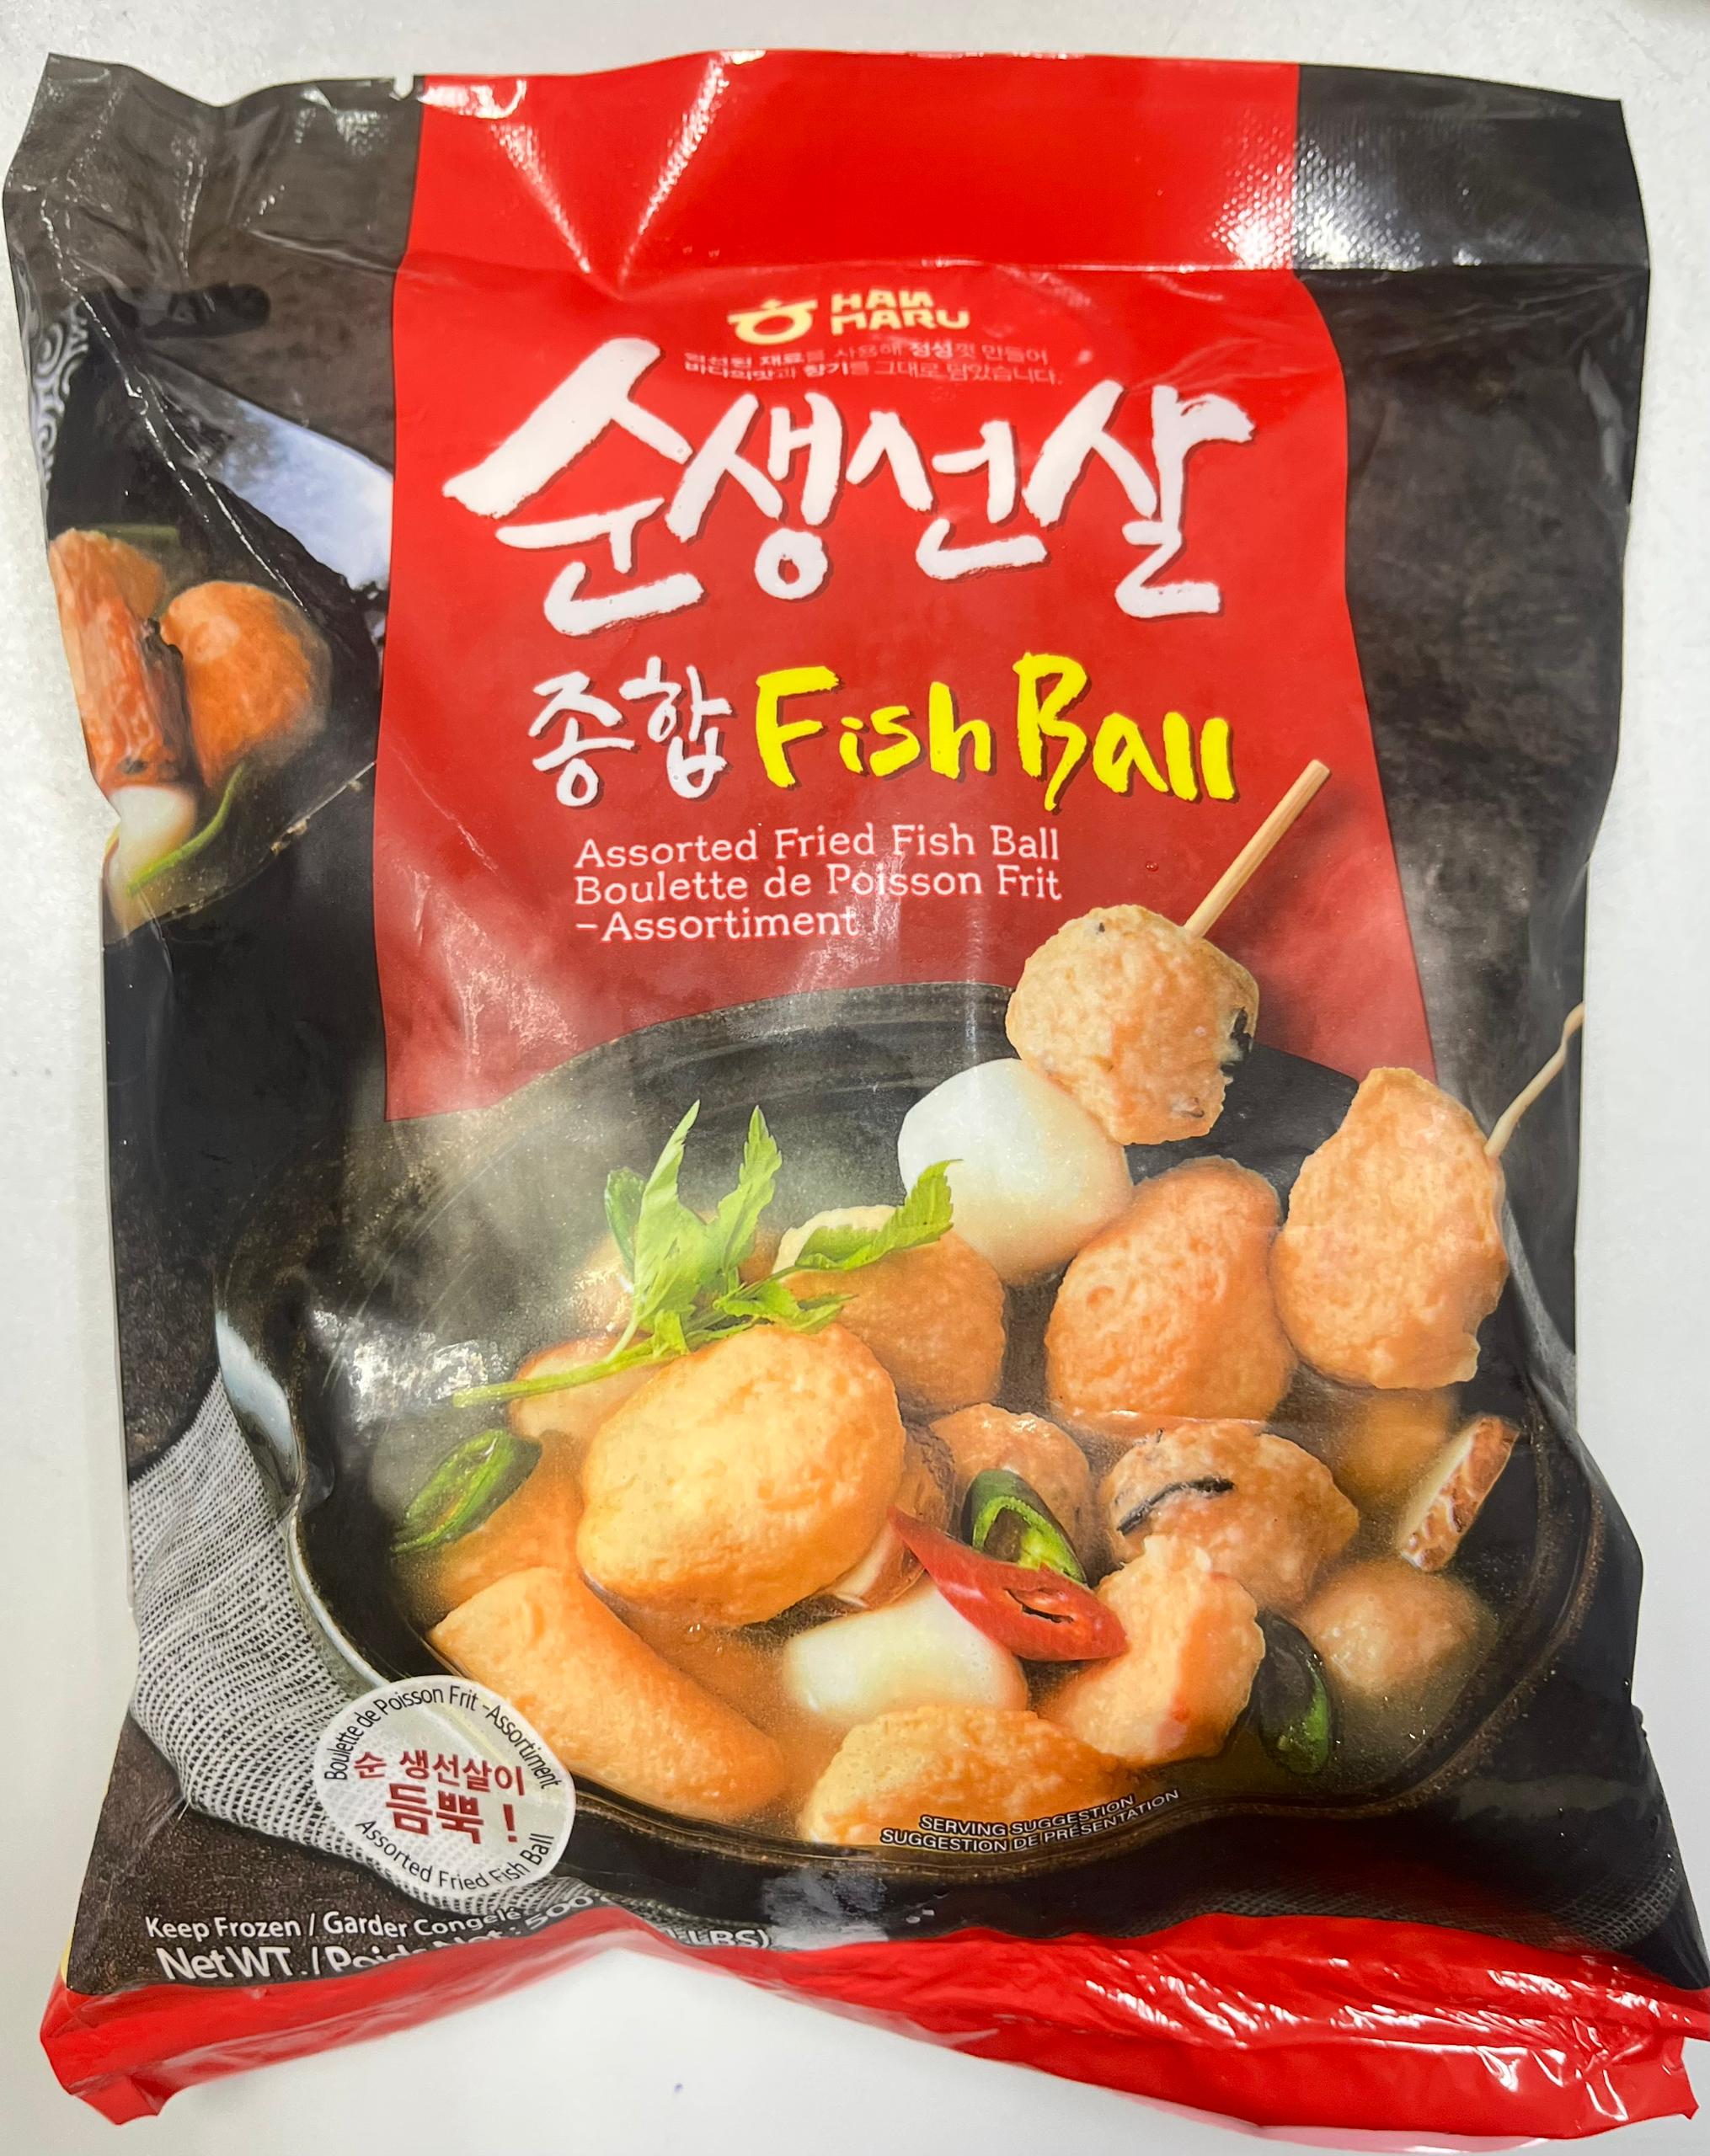 HAN
MARU
엄선된 재료를 사용해 정성껏 만들어
바다의맛과 향기를 그대로 담았습니다.
순생선살
종합 Fish Ball
Assorted Fried Fish Ball
Boulette de Poisson Frit
-Assortiment
Boulette de Poisson Frit -Assortiment
순 생선살이
듬뿍 !
Assorted Fried Fish Ball
SERVING SUGGESTION
SUGGESTION DE PRÉSENTATION
Keep Frozen / Garder Congelé
Net WT. / Poids Net : 500 LBS)